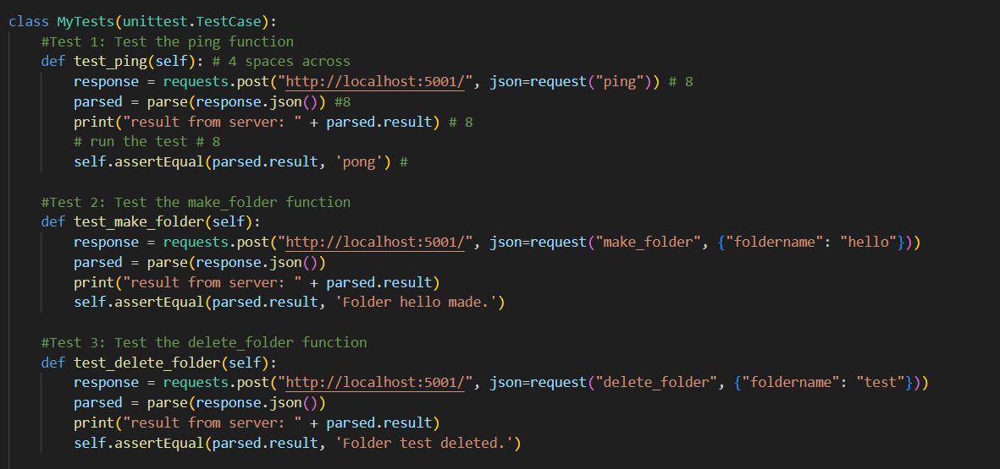 class MyTests(unittest.TestCase):
    #Test 1: Test the ping function
    def test_ping(self): # 4 spaces across
        response = requests.post("http://localhost:5001/", json=request("ping")) # 8
        parsed = parse(response.json()) #8
        print("result from server: " + parsed.result) # 8
        # run the test # 8
        self.assertEqual(parsed.result, 'pong') #

    #Test 2: Test the make_folder function
    def test_make_folder(self):
        response = requests.post("http://localhost:5001/", json=request("make_folder", {"foldername": "hello"}))
        parsed = parse(response.json())
        print("result from server: " + parsed.result)
        self.assertEqual(parsed.result, 'Folder hello made.')

    #Test 3: Test the delete_folder function
    def test_delete_folder(self):
        response = requests.post("http://localhost:5001/", json=request("delete_folder", {"foldername": "test"}))
        parsed = parse(response.json())
        print("result from server: " + parsed.result)
        self.assertEqual(parsed.result, 'Folder test deleted.')